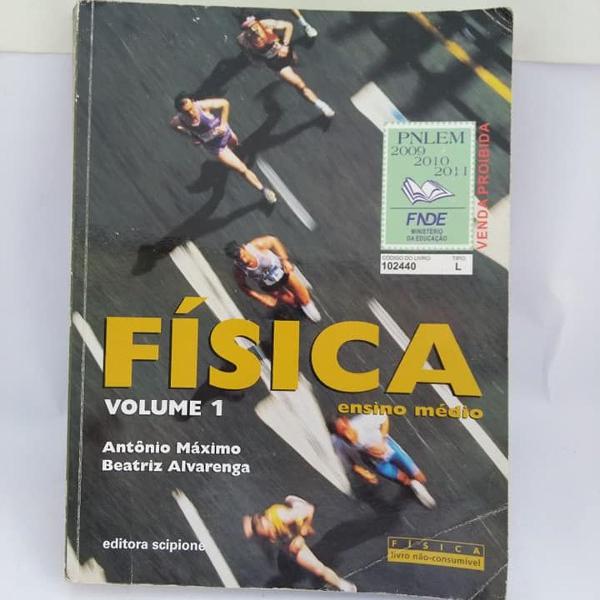 PNLEM
2009
2010
2011
FNDE
MINISTÉRIO
DA EDUCAÇÃO
VENDA PROIBIDA
CÓDIGO DO LIVRO TIPO
102440 L
FÍSICA
VOLUME 1 ensino médio
Antônio Máximo
Beatriz Alvarenga
editora scipione
FÍSICA
livro não-consumível